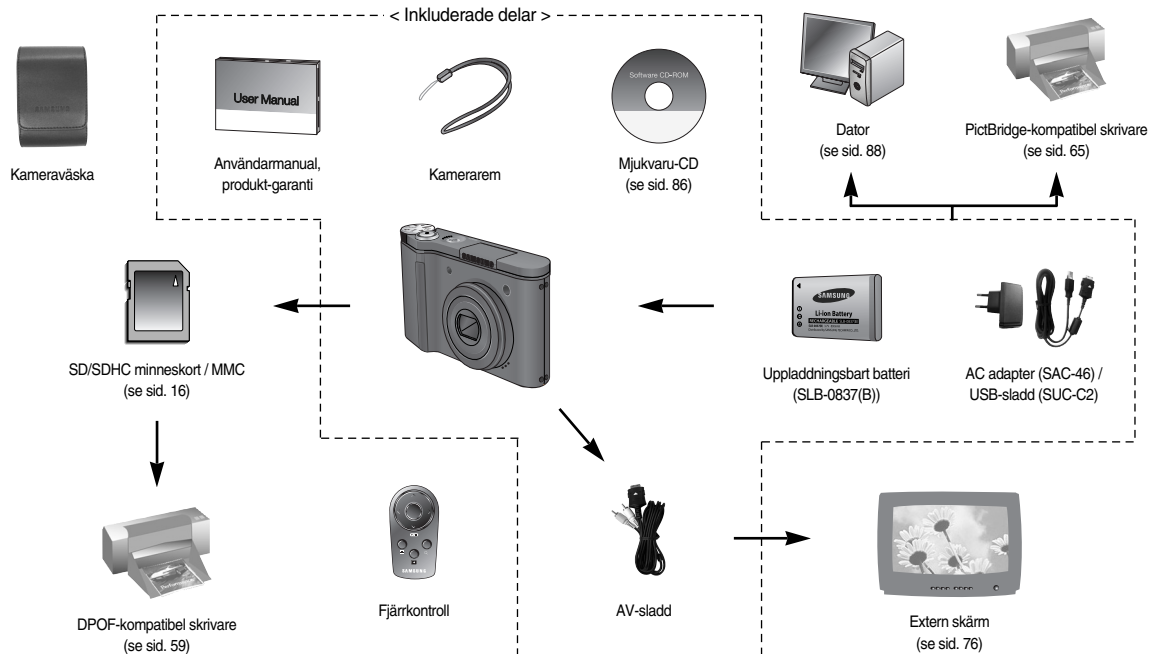 < Inkluderade delar >
SAMSUNG
Kameraväska
User Manual
Användarmanual,
produkt-garanti
Kamerarem
Software CD-ROM
Mjukvaru-CD
(se sid. 86)
Dator
(se sid. 88)
PictBridge-kompatibel skrivare
(se sid. 65)
SD/SDHC minneskort / MMC
(se sid. 16)
SAMSUNG
SAMSUNG
Li-ion Battery
Uppladdningsbart batteri
(SLB-0837(B))
AC adapter (SAC-46) /
USB-sladd (SUC-C2)
DPOF-kompatibel skrivare
(se sid. 59)
SAMSUNG
Fjärrkontroll
AV-sladd
Extern skärm
(se sid. 76)